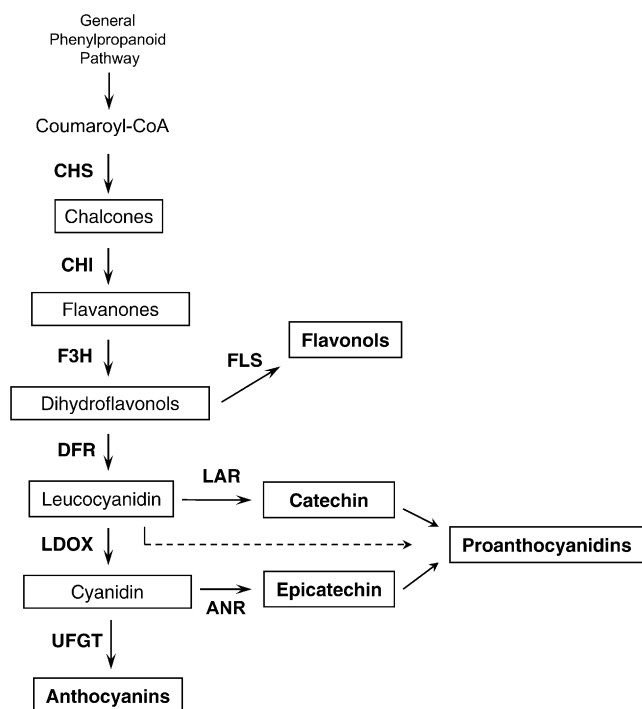 General
Phenylpropanoid
Pathway
Coumaroyl-CoA
CHS
Chalcones
CHI
Flavanones
F3H
FLS
Flavonols
Dihydroflavonols
DFR
LAR
Leucocyanidin
Catechin
LDOX
Proanthocyanidins
Cyanidin
ANR
Epicatechin
UFGT
Anthocyanins